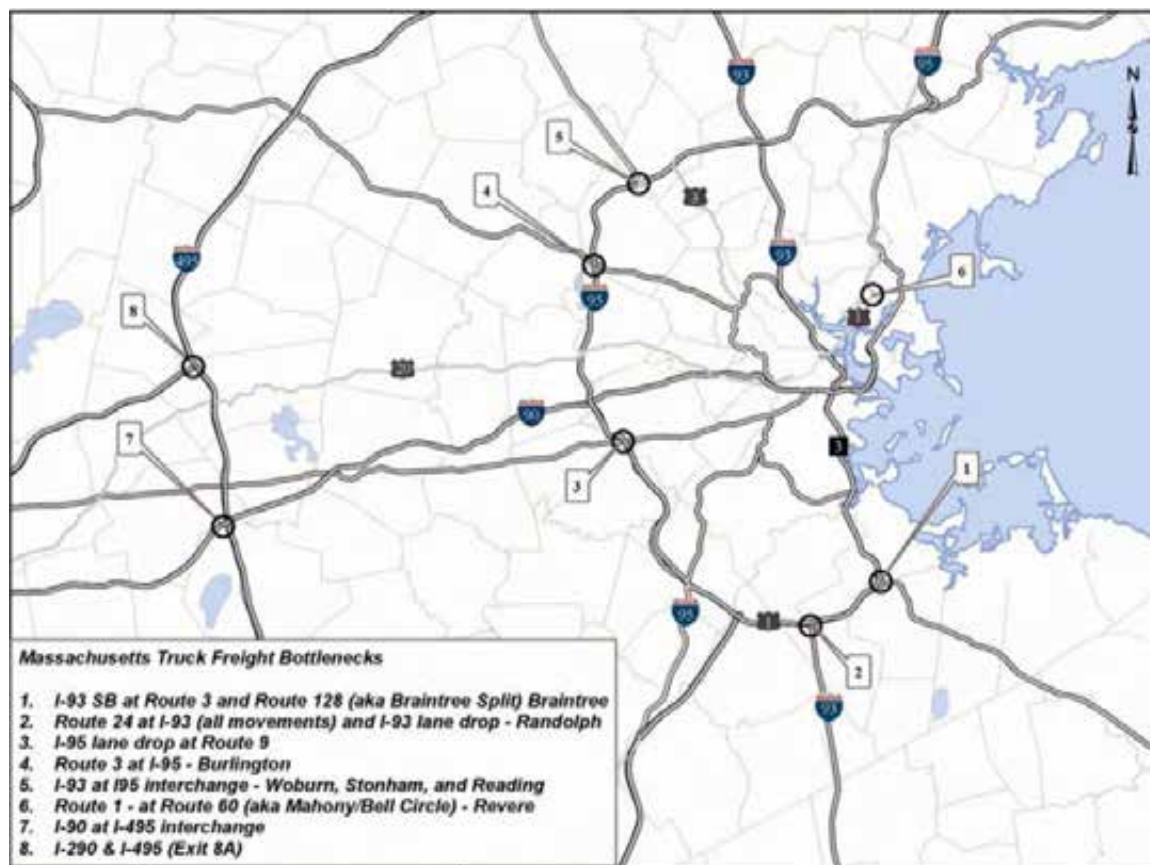 93
95
N
5
4
93
6
495
95
8
90
7
3
3
1
95
2
93
Massachusetts Truck Freight Bottlenecks
1. I-93 SB at Route 3 and Route 128 (aka Braintree Split) Braintree
2. Route 24 at I-93 (all movements) and I-93 lane drop - Randolph
3. I-95 lane drop at Route 9
4. Route 3 at I-95 - Burlington
5. I-93 at I95 interchange - Woburn, Stonham, and Reading
6. Route 1 - at Route 60 (aka Mahony/Bell Circle) - Revere
7. I-90 at I-495 interchange
8. I-290 & I-495 (Exit 8A)